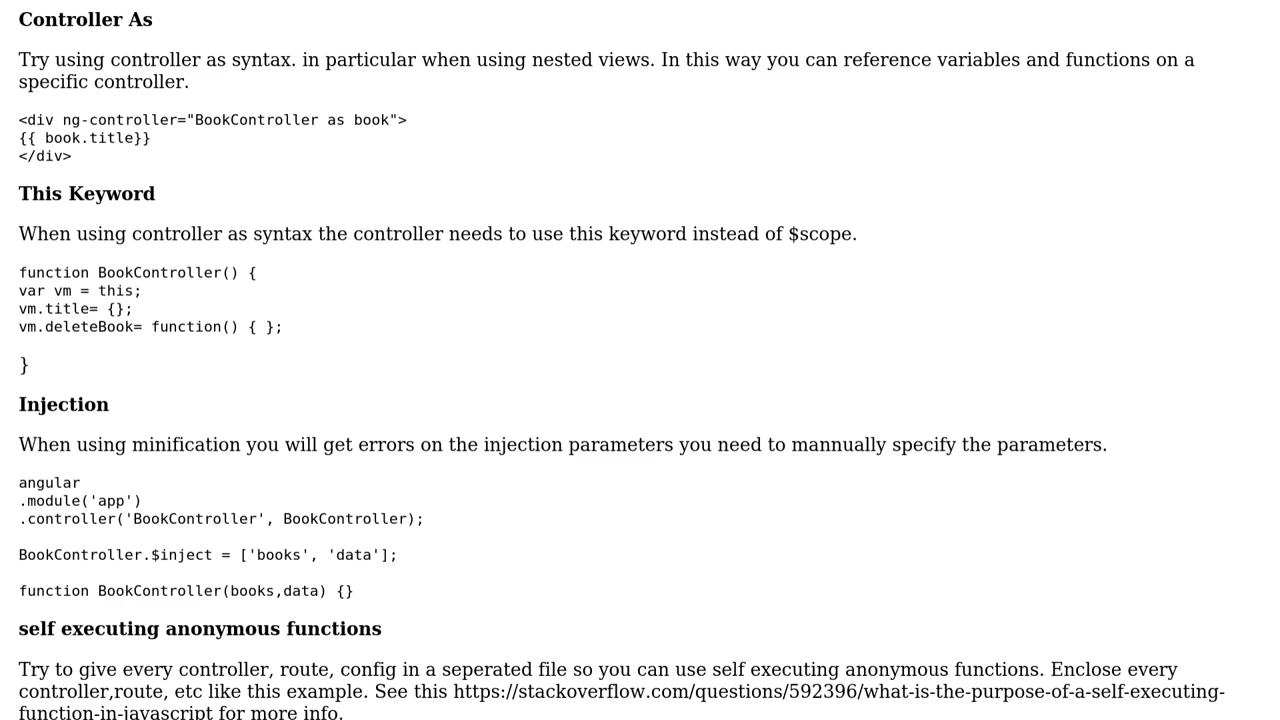 Controller As
Try using controller as syntax. in particular when using nested views. In this way you can reference variables and functions on a
specific controller.
<div ng-controller="BookController as book">
{{ book.title}}
</div>
This Keyword
When using controller as syntax the controller needs to use this keyword instead of $scope.
function BookController() {
var vm = this;
vm.title= {};
vm.deleteBook= function() { };
}
Injection
When using minification you will get errors on the injection parameters you need to mannually specify the parameters.
angular
.module('app')
.controller('BookController', BookController);
BookController.$inject = ['books', 'data'];
function BookController(books,data) {}
self executing anonymous functions
Try to give every controller, route, config in a seperated file so you can use self executing anonymous functions. Enclose every
controller,route, etc like this example. See this https://stackoverflow.com/questions/592396/what-is-the-purpose-of-a-self-executing-
function-in-javascript for more info.